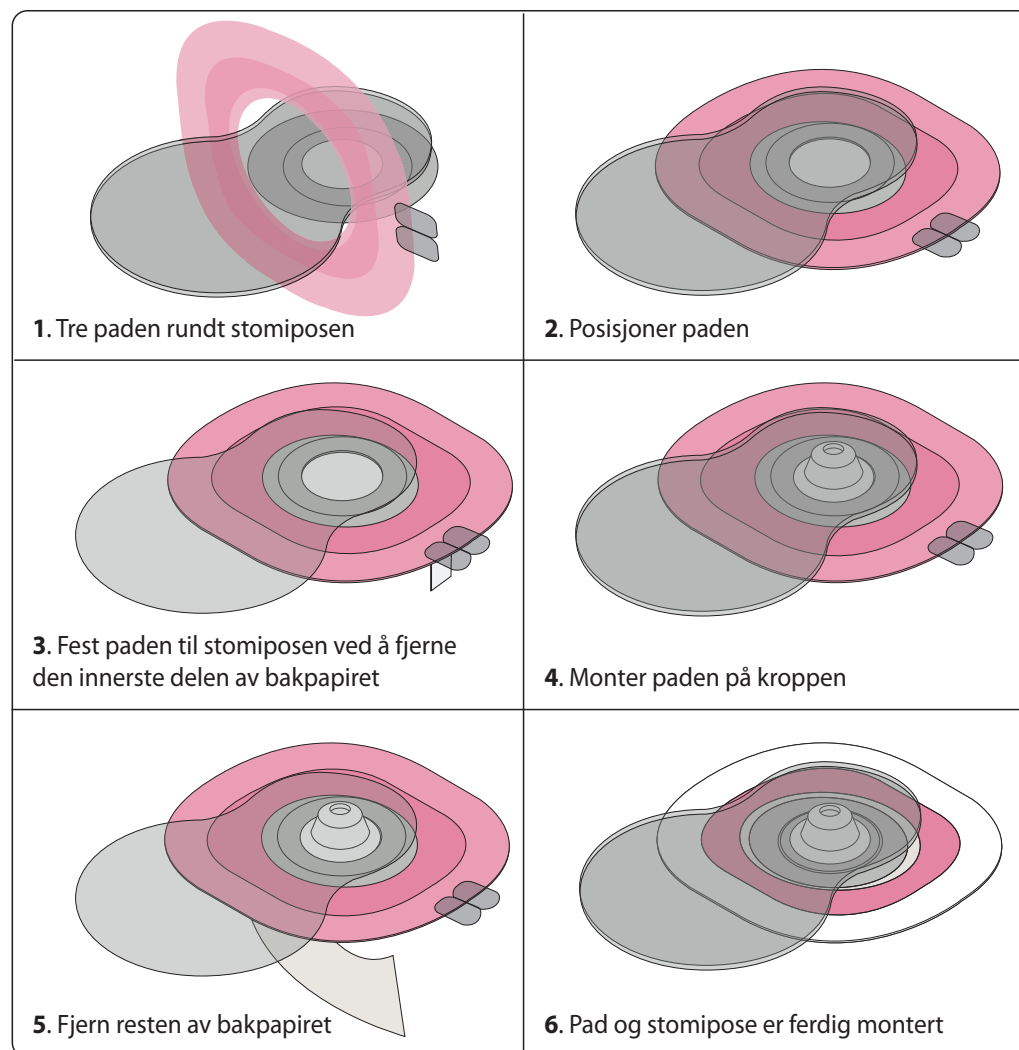 1. Tre paden rundt stomiposen
2. Posisjoner paden
3. Fest paden til stomiposen ved å fjerne
den innerste delen av bakpapiret
4. Monter paden på kroppen
5. Fjern resten av bakpapiret
6. Pad og stomipose er ferdig montert